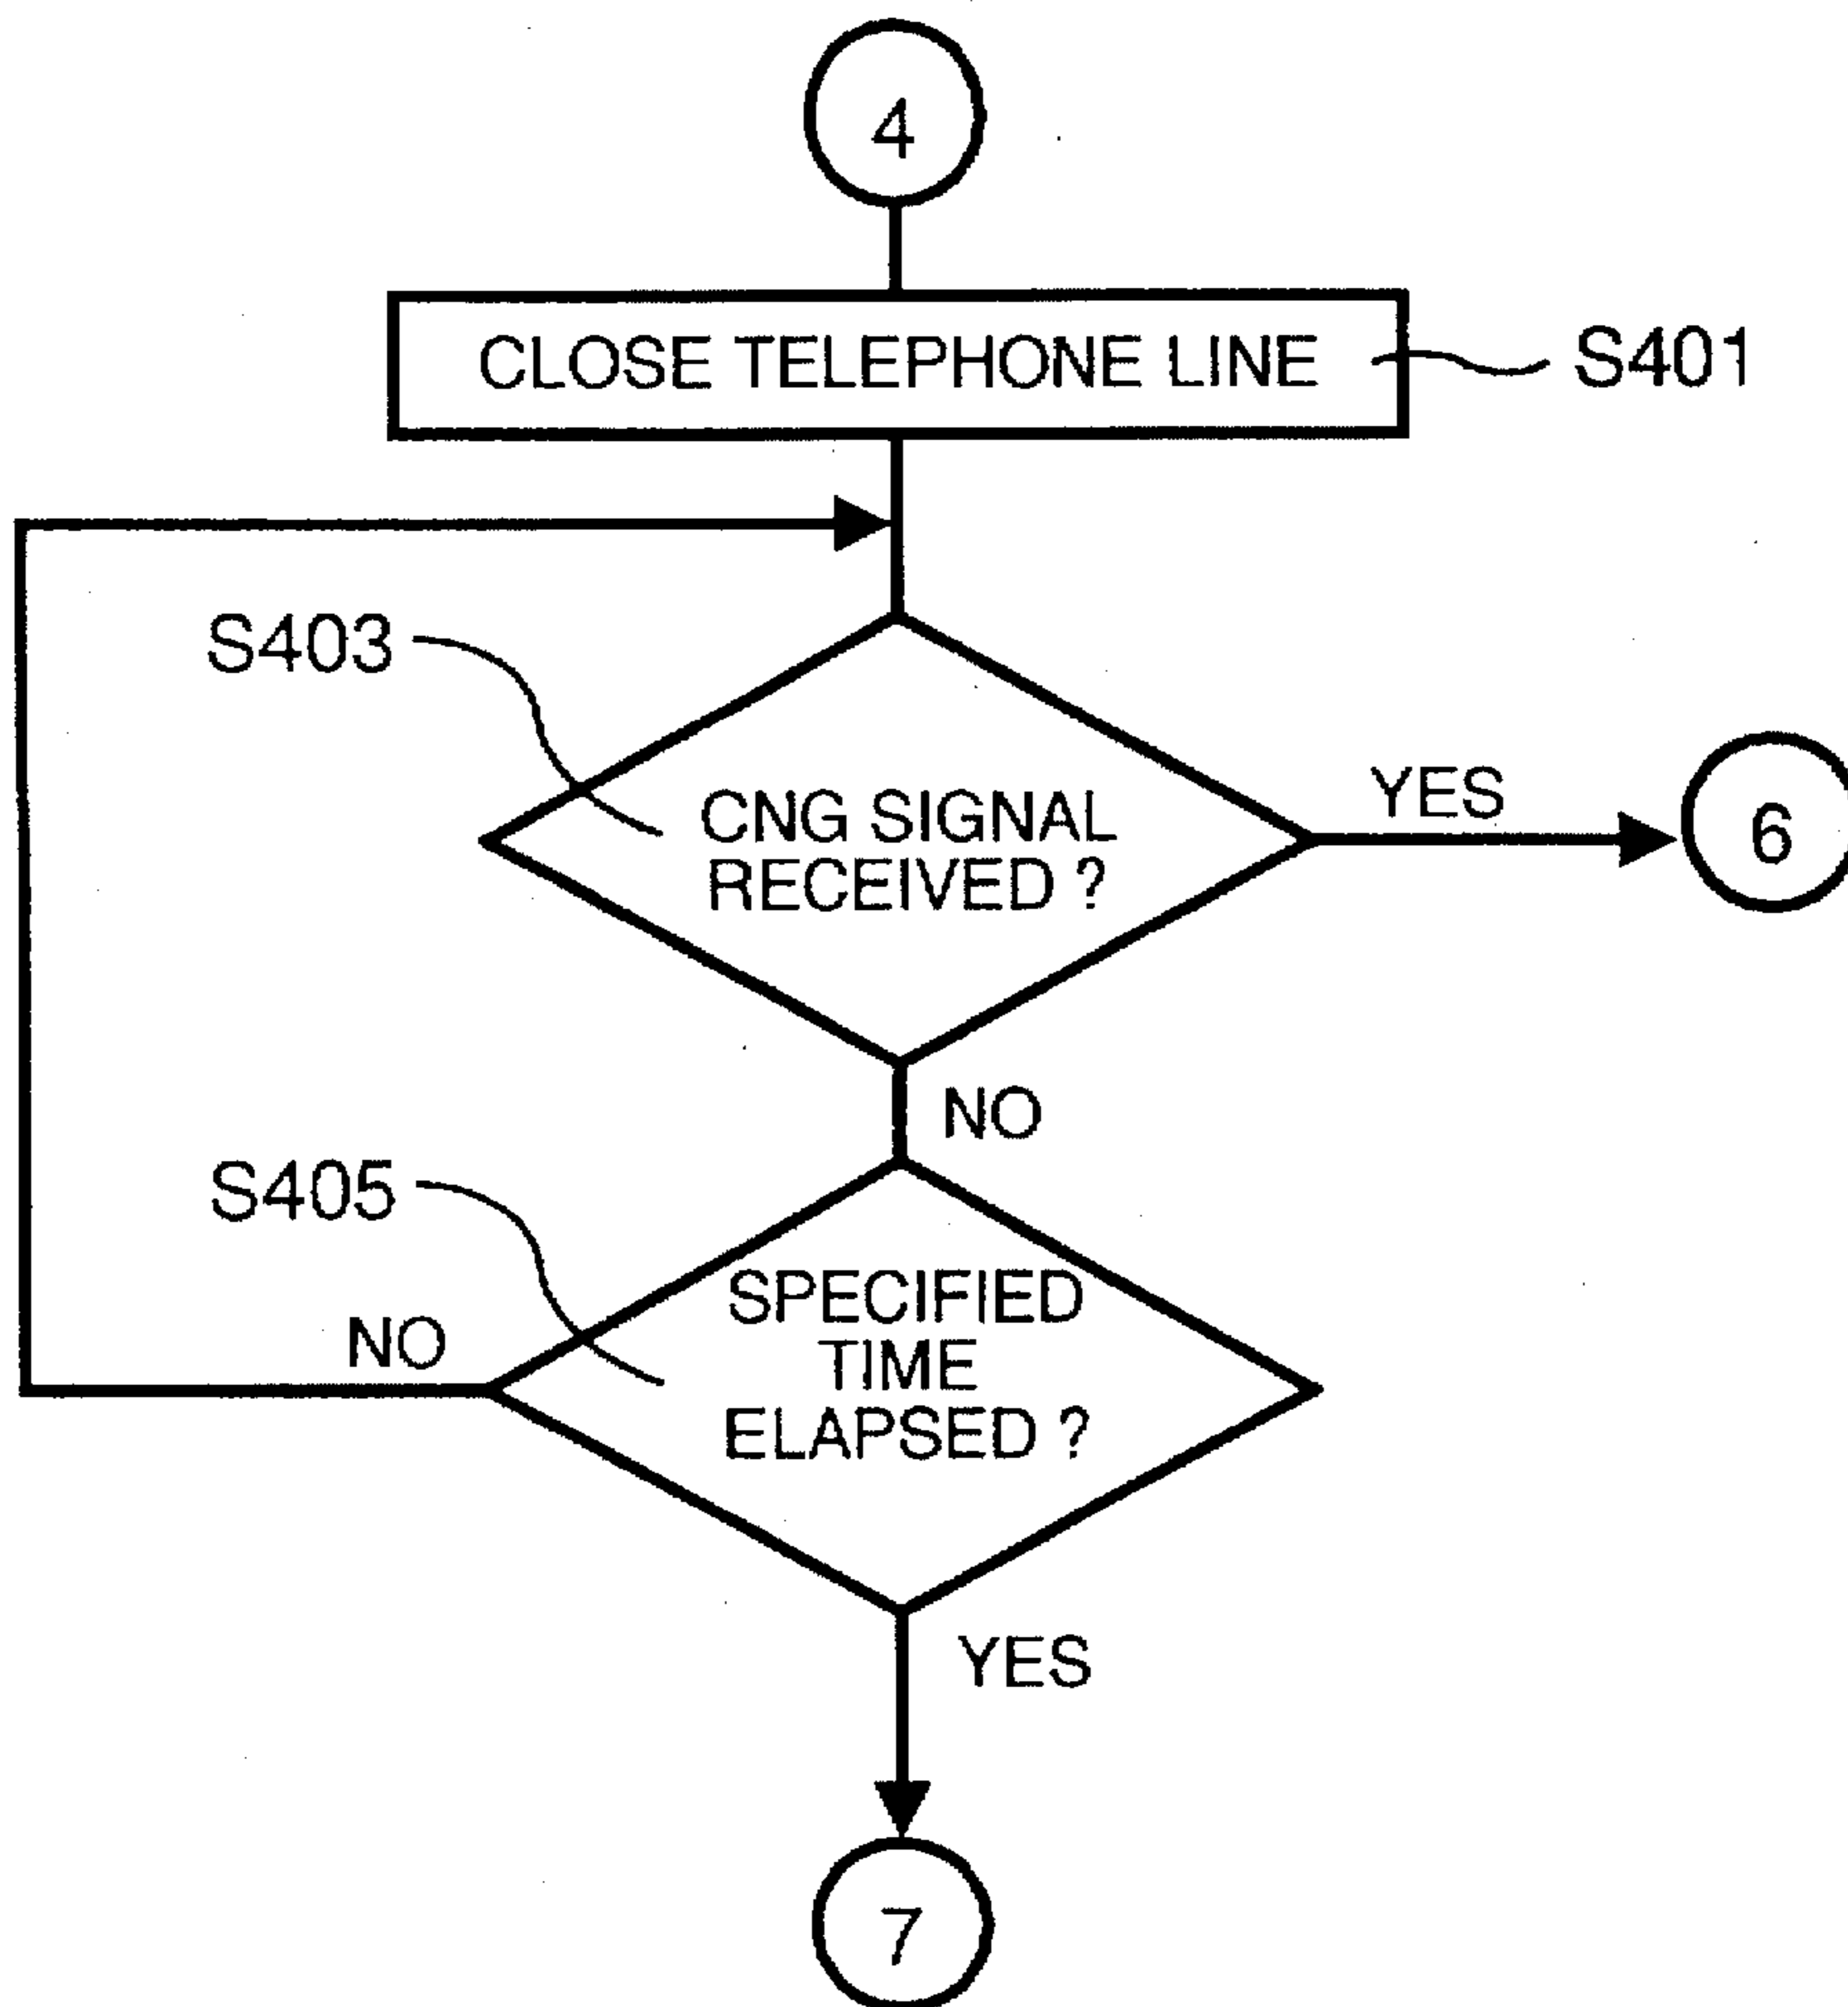 4
CLOSE TELEPHONE LINE
S401
S403
CNG SIGNAL
RECEIVED ?
YES
6
NO
S405
SPECIFIED
TIME
ELAPSED ?
NO
YES
7